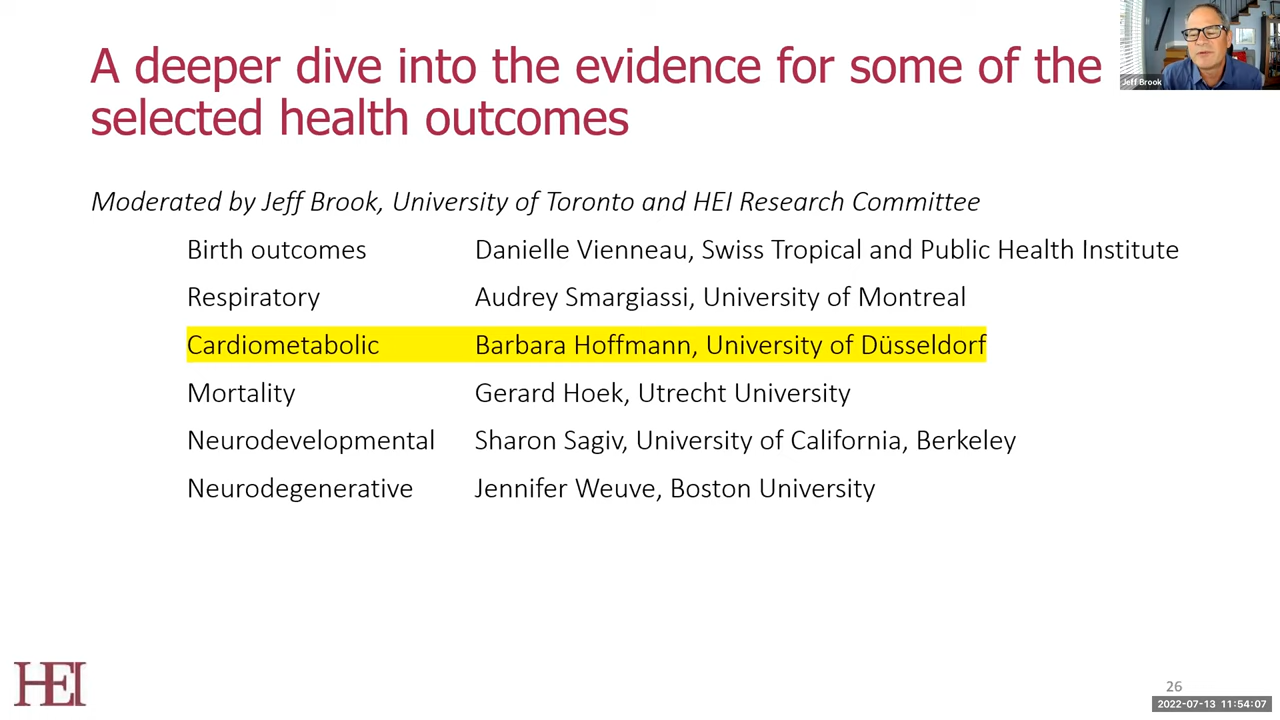 A deeper dive into the evidence for some of the
selected health outcomes
Jeff Brook
Moderated by Jeff Brook, University of Toronto and HEI Research Committee
Birth outcomes Danielle Vienneau, Swiss Tropical and Public Health Institute
Respiratory Audrey Smargiassi, University of Montreal
Cardiometabolic Barbara Hoffmann, University of Düsseldorf
Mortality Gerard Hoek, Utrecht University
Neurodevelopmental Sharon Sagiv, University of California, Berkeley
Neurodegenerative Jennifer Weuve, Boston University
HEI
26
2022-07-13 11:54:07